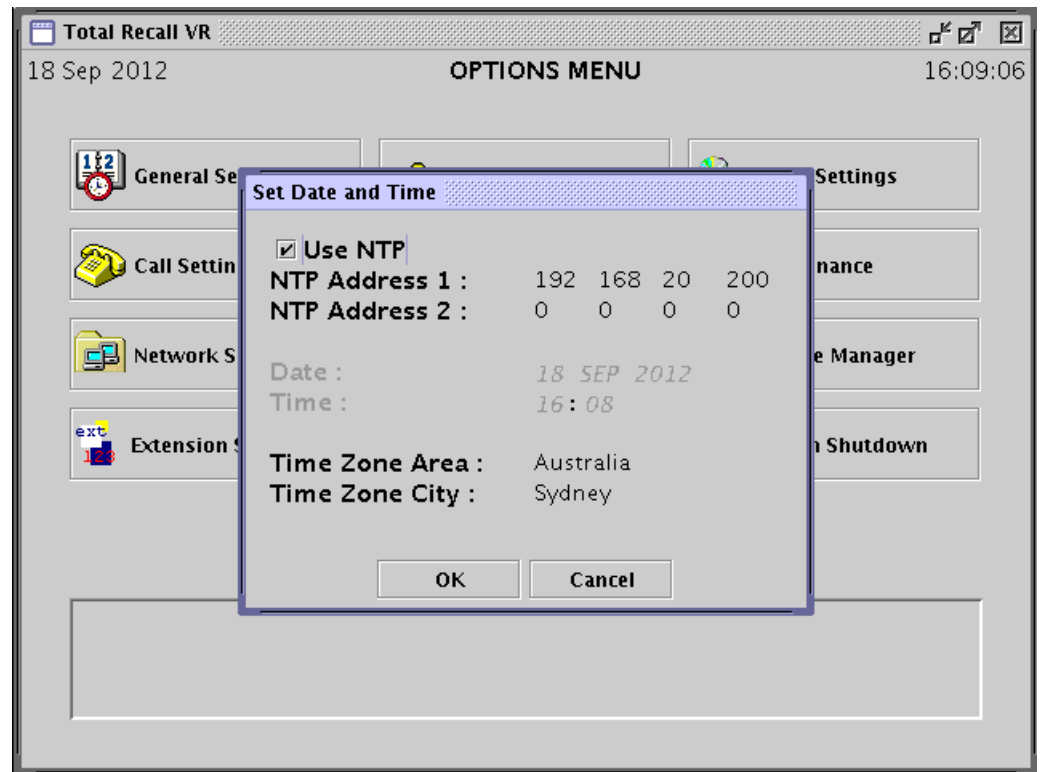 Total Recall VR
18 Sep 2012 OPTIONS MENU 16:09:06
General Se
Settings
Set Date and Time
Use NTP
Call Settin
nance
NTP Address 1 : 192 168 20 200
NTP Address 2 : 0 0 0 0
Network S
e Manager
Date : 18 SEP 2012
Time : 16 : 08
ext
123
Extension S
n Shutdown
Time Zone Area : Australia
Time Zone City : Sydney
OK Cancel